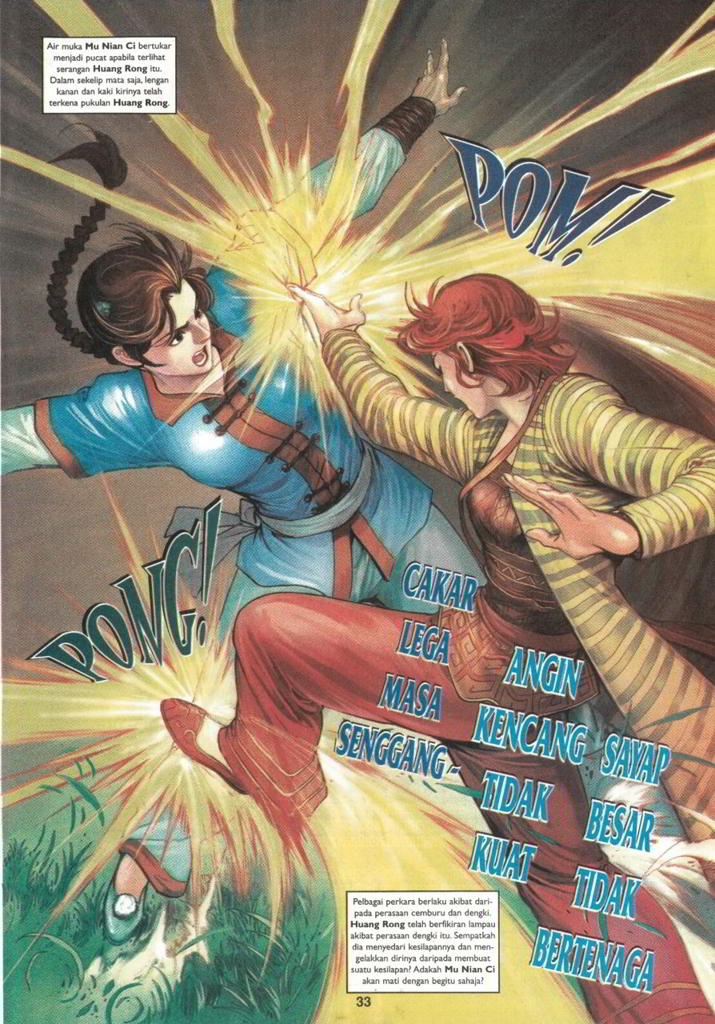 Air muka Mu Nian Ci bertukar
menjadi pucat apabila terlihat
serangan Huang Rong itu.
Dalam sekelip mata saja, lengan
kanan dan kaki kirinya telah
terkena pukulan Huang Rong.
POM!
PONG!
CAKAR
LEGA
MASA
SENGGANG -
ANGIN
KENCANG
TIDAK
KUAT
SAYAP
BESAR
TIDAK
BERTENAGA
Pelbagai perkara berlaku akibat dari-
pada perasaan cemburu dan dengki.
Huang Rong telah berfikiran lampau
akibat perasaan dengki itu. Sempatkah
dia menyedari kesilapannya dan men-
gelakkan dirinya daripada membuat
suatu kesilapan? Adakah Mu Nian Ci
akan mati dengan begitu sahaja?
33